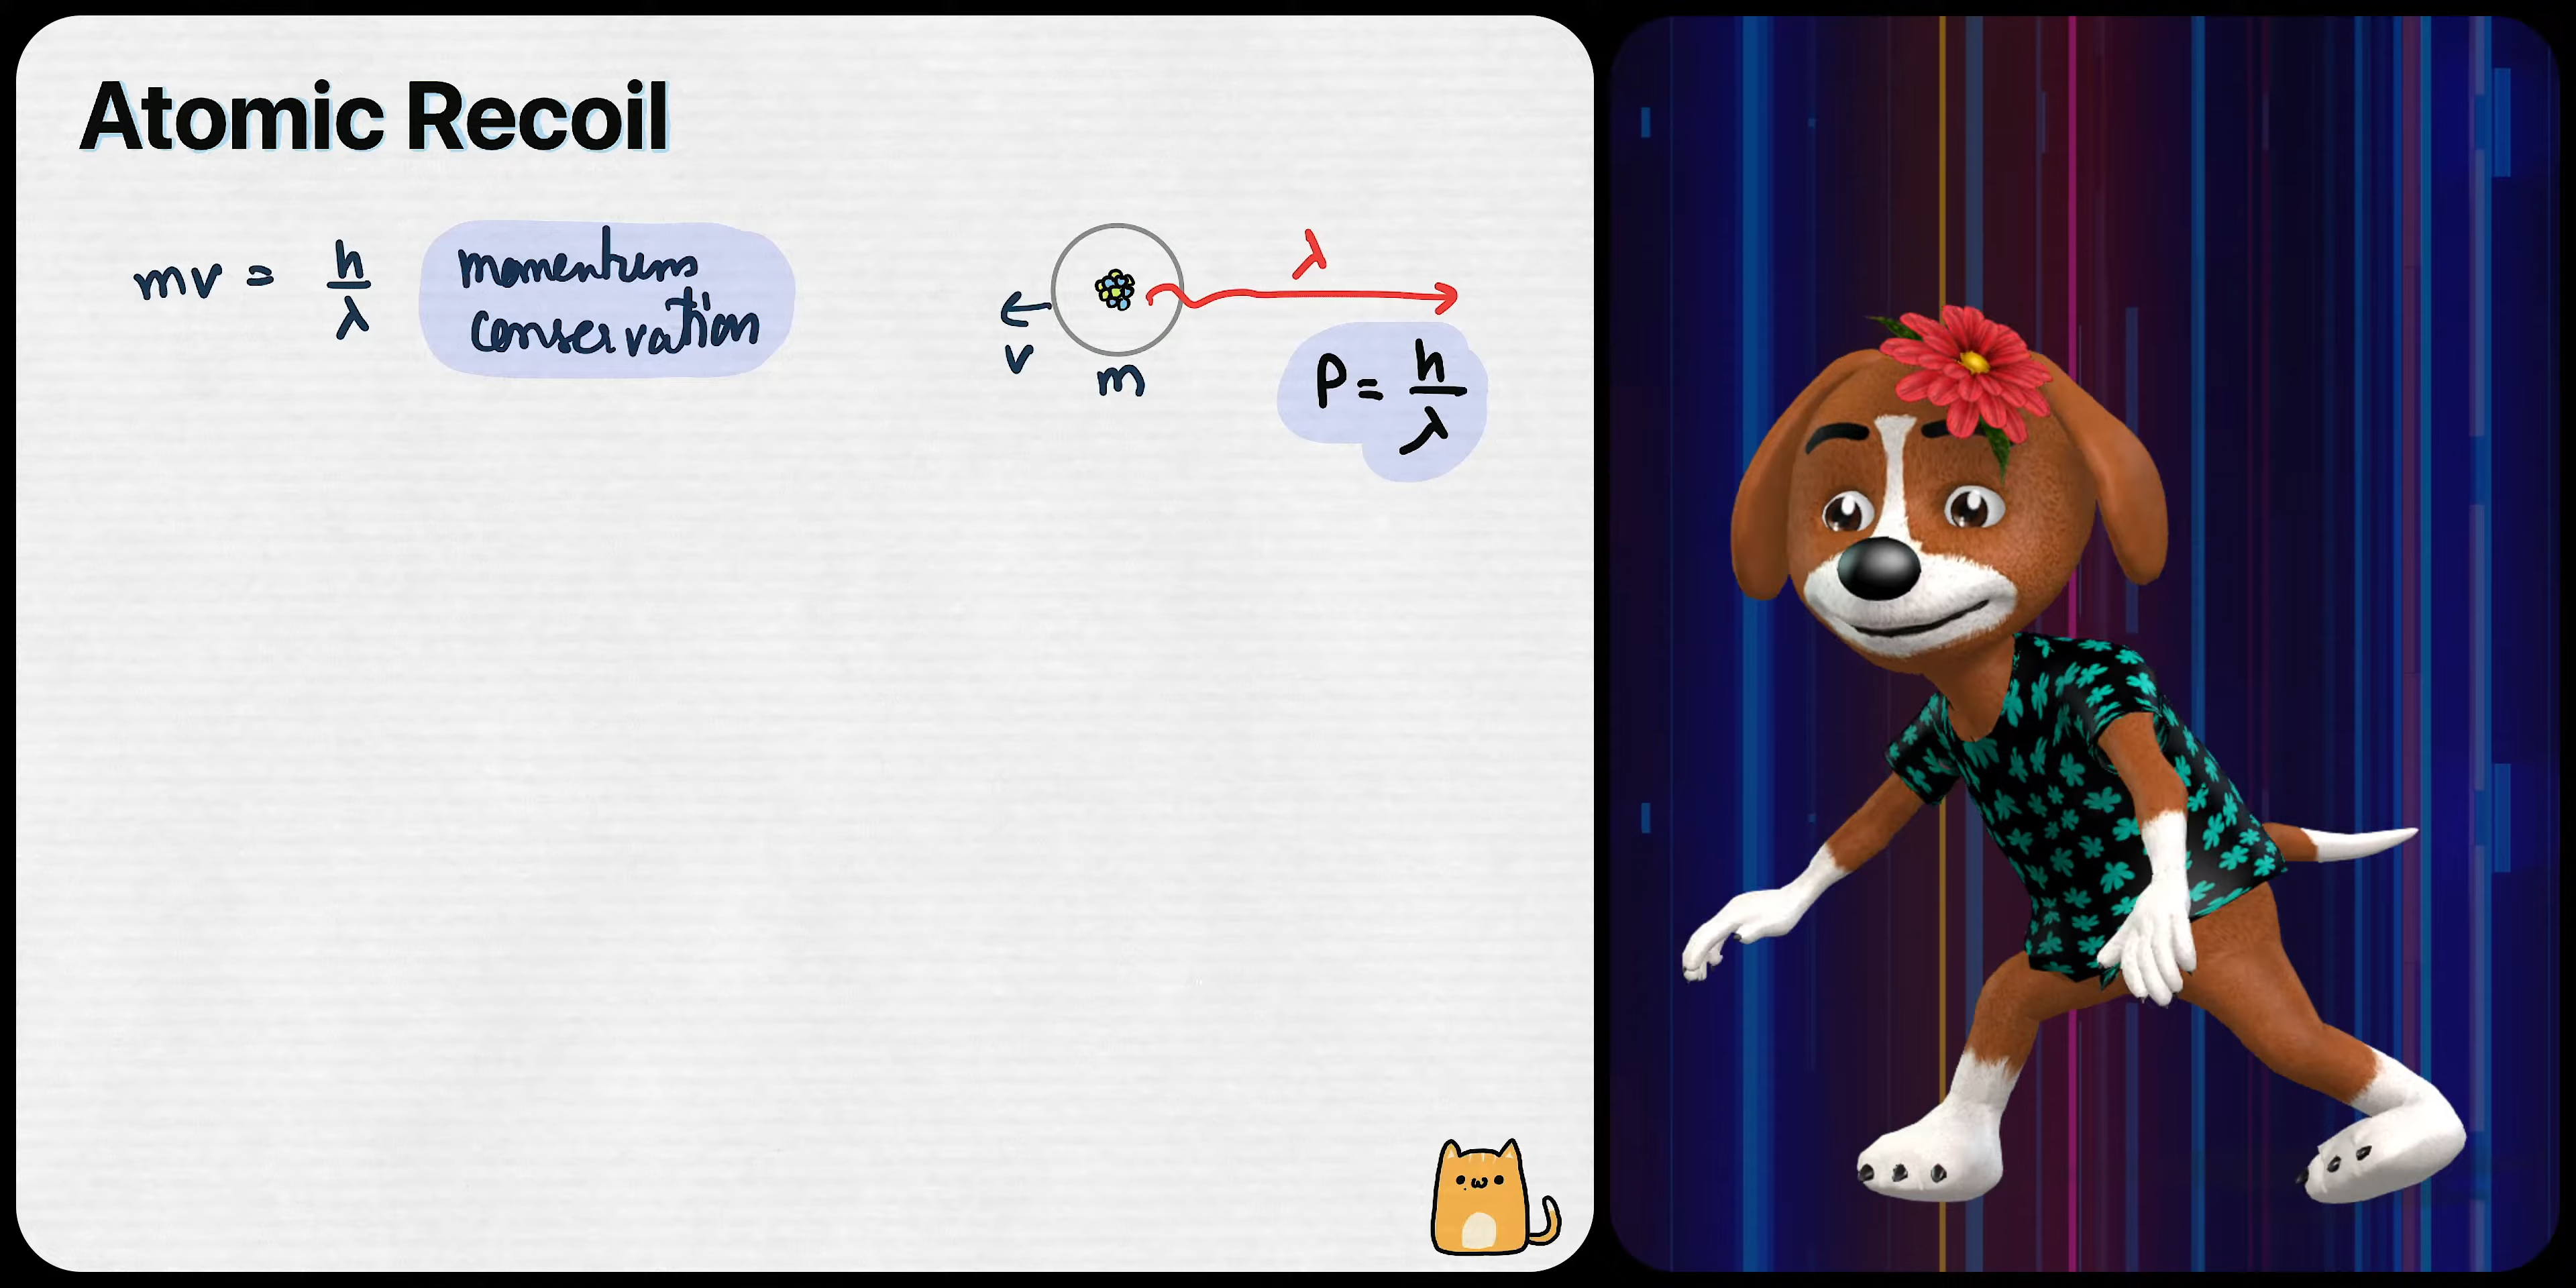 Atomic Recoil
mv = h/λ
momentum
conservation
λ
v
m
P = h/λ